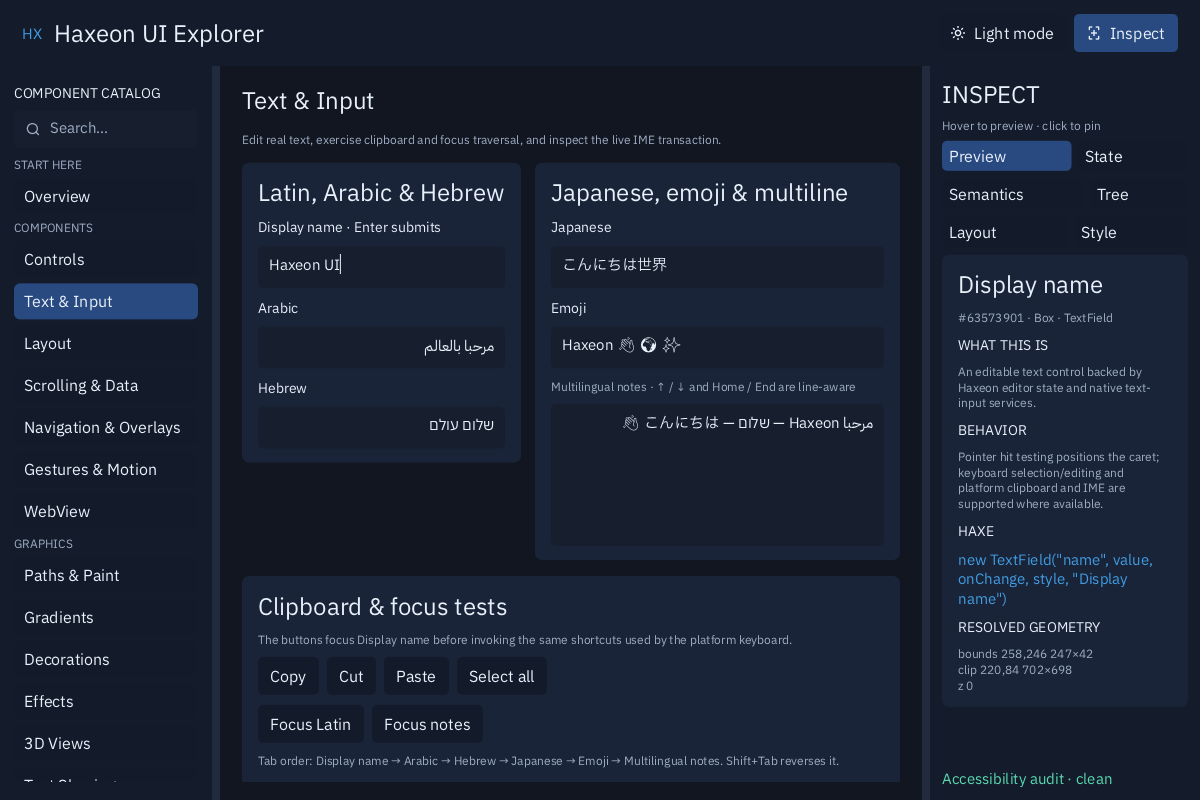 HX Haxeon UI Explorer
Light mode
Inspect
COMPONENT CATALOG
Search...
START HERE
Overview
COMPONENTS
Controls
Text & Input
Layout
Scrolling & Data
Navigation & Overlays
Gestures & Motion
WebView
GRAPHICS
Paths & Paint
Gradients
Decorations
Effects
3D Views
Text & Input
Edit real text, exercise clipboard and focus traversal, and inspect the live IME transaction.
Latin, Arabic & Hebrew
Display name · Enter submits
Haxeon UI
Arabic
مرحبا بالعالم
Hebrew
שלום עולם
Japanese, emoji & multiline
Japanese
こんにちは世界
Emoji
Haxeon 👋 🌍 ✨
Multilingual notes · ↑ / ↓ and Home / End are line-aware
مرحبا Haxeon — שלום — こんにちは 👋
Clipboard & focus tests
The buttons focus Display name before invoking the same shortcuts used by the platform keyboard.
Copy
Cut
Paste
Select all
Focus Latin
Focus notes
Tab order: Display name → Arabic → Hebrew → Japanese → Emoji → Multilingual notes. Shift+Tab reverses it.
INSPECT
Hover to preview · click to pin
Preview
State
Semantics
Tree
Layout
Style
Display name
#63573901 · Box · TextField
WHAT THIS IS
An editable text control backed by
Haxeon editor state and native text-
input services.
BEHAVIOR
Pointer hit testing positions the caret;
keyboard selection/editing and
platform clipboard and IME are
supported where available.
HAXE
new TextField("name", value,
onChange, style, "Display
name")
RESOLVED GEOMETRY
bounds 258,246 247×42
clip 220,84 702×698
z 0
Accessibility audit · clean